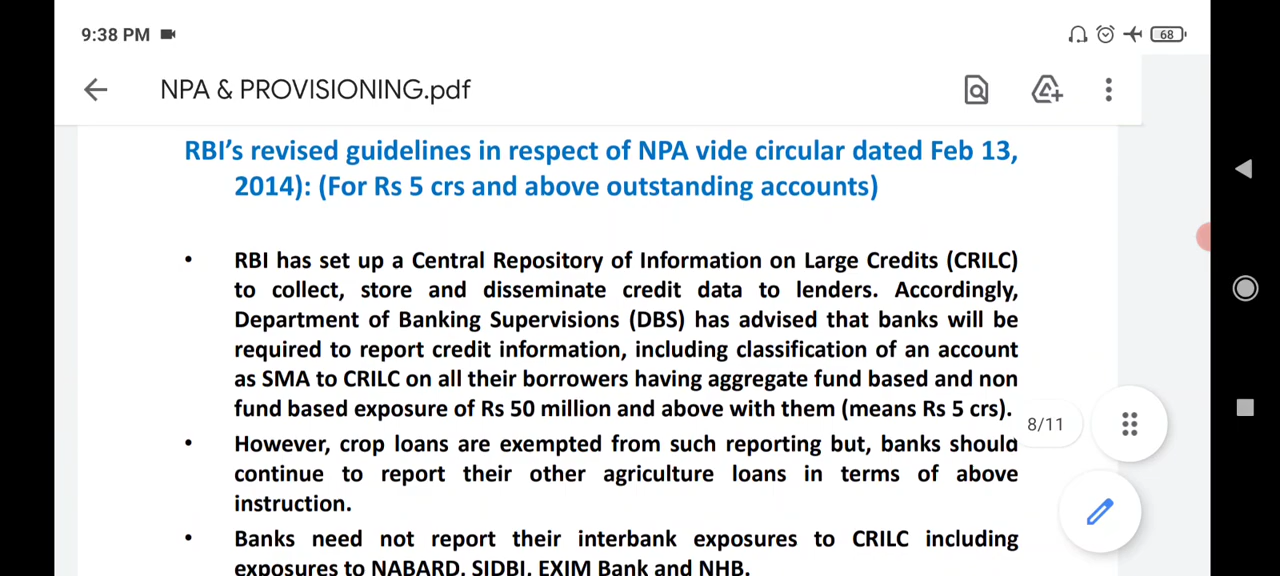 9:38 PM
68
NPA & PROVISIONING.pdf
RBI's revised guidelines in respect of NPA vide circular dated Feb 13,
2014): (For Rs 5 crs and above outstanding accounts)
• RBI has set up a Central Repository of Information on Large Credits (CRILC)
to collect, store and disseminate credit data to lenders. Accordingly,
Department of Banking Supervisions (DBS) has advised that banks will be
required to report credit information, including classification of an account
as SMA to CRILC on all their borrowers having aggregate fund based and non
fund based exposure of Rs 50 million and above with them (means Rs 5 crs).
8/11
• However, crop loans are exempted from such reporting but, banks should
continue to report their other agriculture loans in terms of above
instruction.
• Banks need not report their interbank exposures to CRILC including
exposures to NABARD, SIDBI, EXIM Bank and NHB.